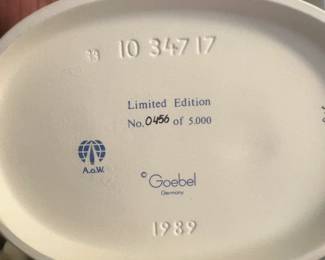 10 347 17
Limited Edition
No. 0456 of 5.000
A.o.W.
© Goebel
Germany
1989